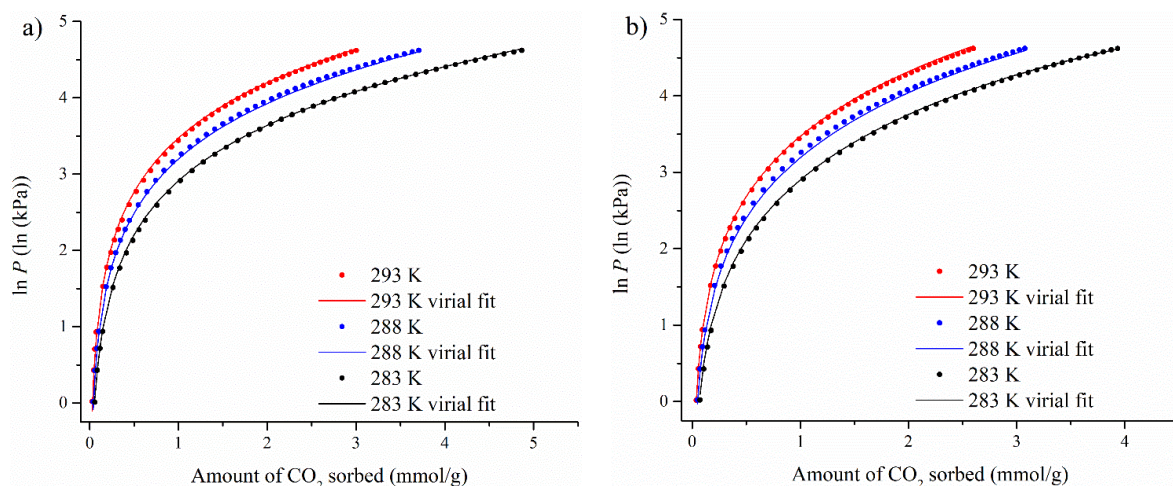 a)
5
4
3
2
1
0
ln P (ln (kPa))
293 K
293 K virial fit
288 K
288 K virial fit
283 K
283 K virial fit
0 1 2 3 4 5
Amount of CO₂ sorbed (mmol/g)
b)
5
4
3
2
1
0
ln P (ln (kPa))
293 K
293 K virial fit
288 K
288 K virial fit
283 K
283 K virial fit
0 1 2 3 4
Amount of CO₂ sorbed (mmol/g)